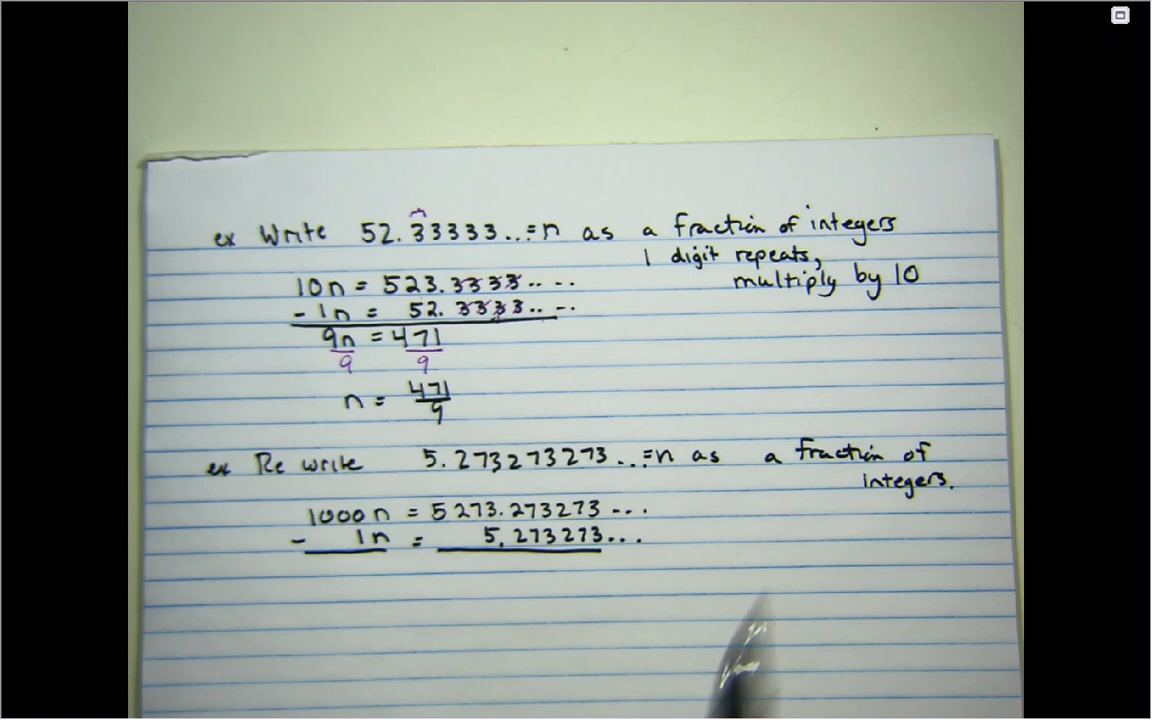 ex Write 52.33333...=n as a fraction of integers
1 digit repeats,
multiply by 10
10n = 523.3333.. ..
- 1n = 52.3333.. ..
9n = 471
9 9
n = 471
9
ex Re write 5.273273273...=n as a fraction of
integers.
1000n = 5273.273273...
- 1n = 5.273273...